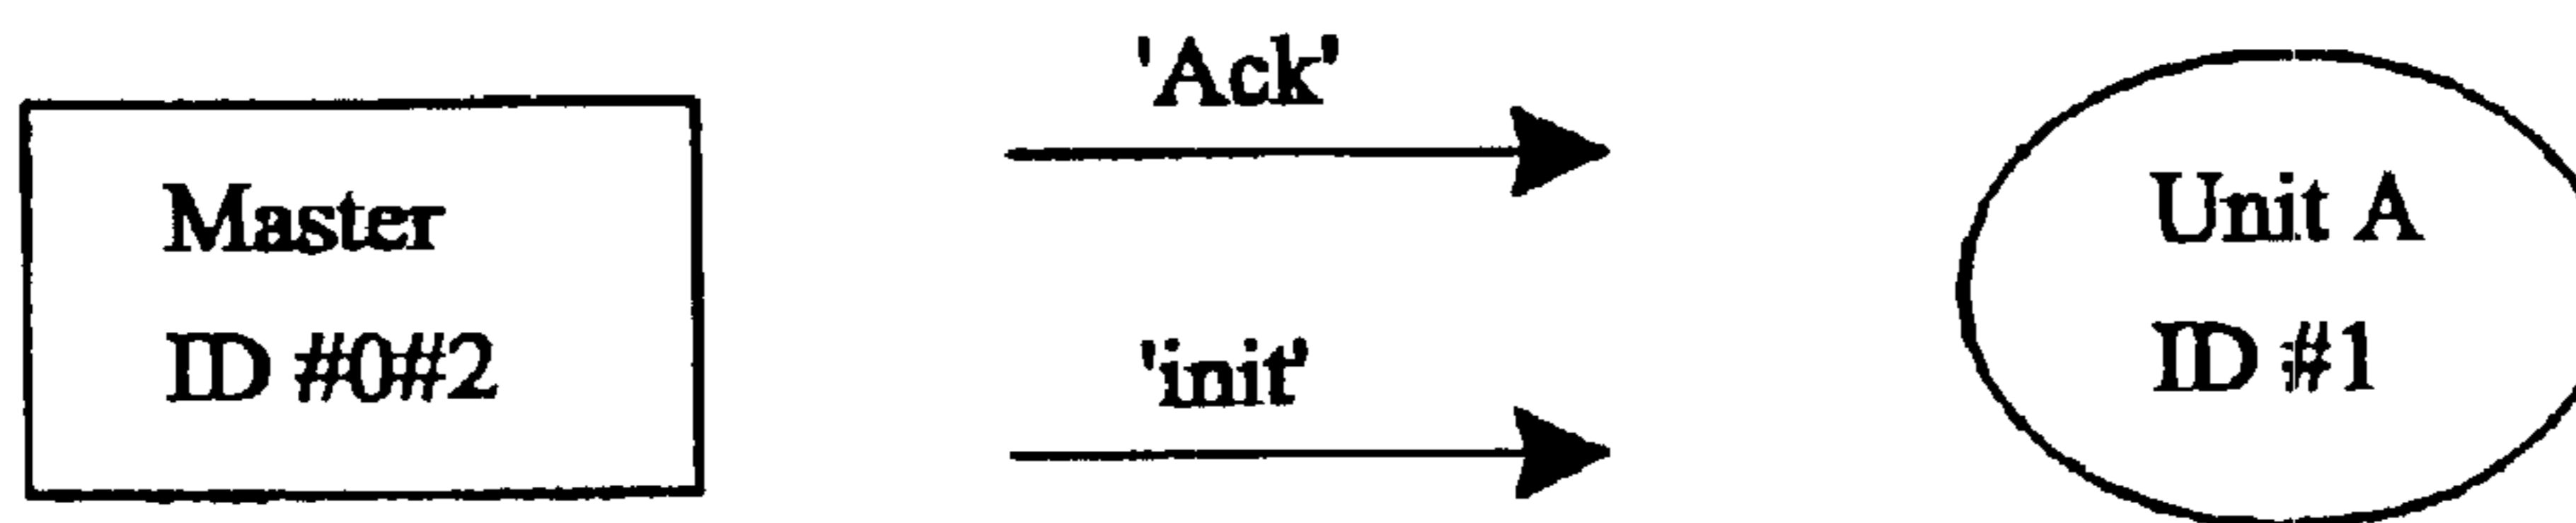 'Ack'
Master
ID #0#2
'init'
Unit A
ID #1